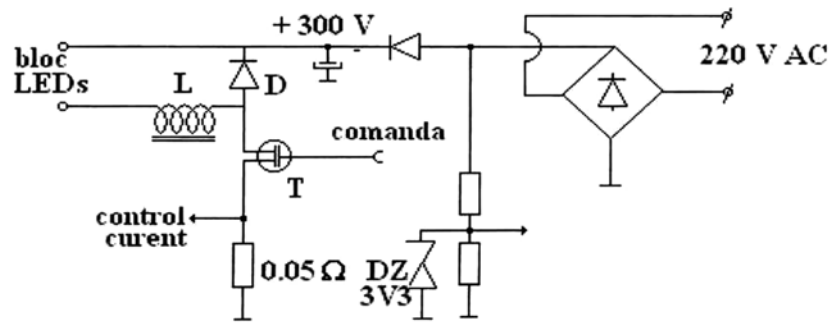 + 300 V
-
220 V AC
bloc
LEDs
L
D
comanda
T
control
curent
0.05 Ω
DZ
3V3